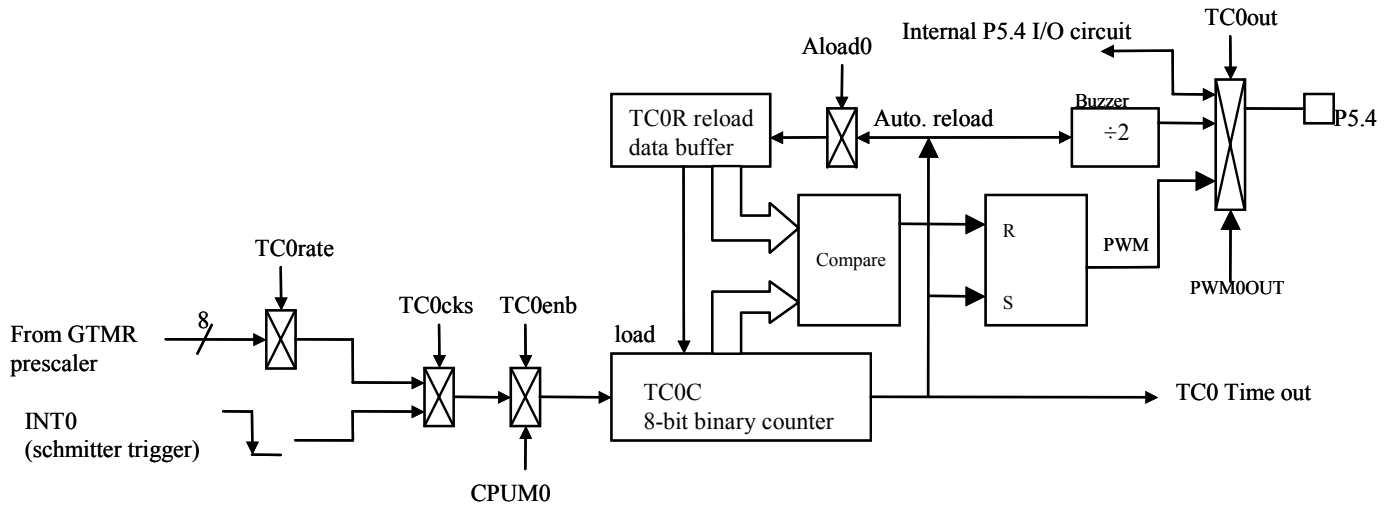 TC0out
Internal P5.4 I/O circuit
Aload0
Buzzer
TC0R reload
data buffer
Auto. reload
÷2
P5.4
TC0rate
R
PWM
Compare
PWM0OUT
S
TC0cks
TC0enb
8
From GTMR
prescaler
load
TC0C
8-bit binary counter
TC0 Time out
INT0
(schmitter trigger)
CPUM0